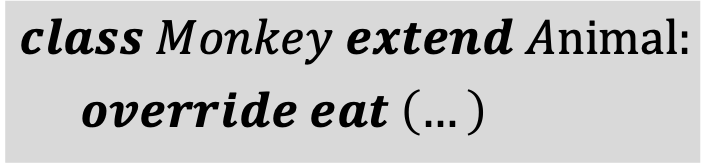 class Monkey extend Animal:
override eat (...)